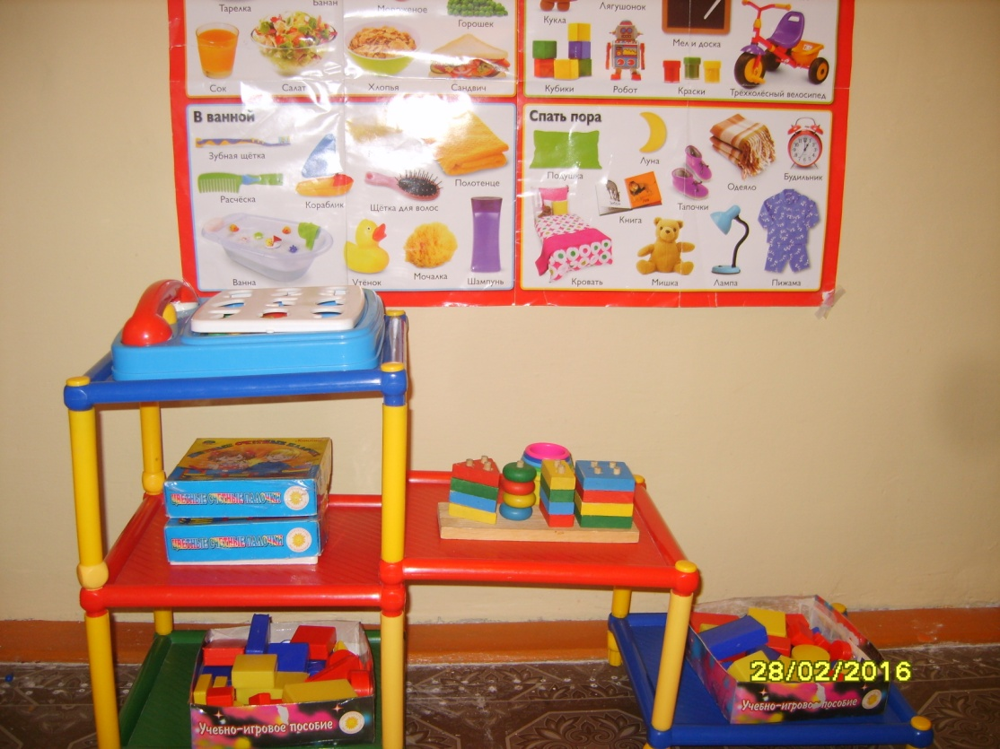 Тарелка
Банан
Мороженое
Горошек
Сок
Салат
Хлопья
Сандвич
Кукла
Лягушонок
Мел и доска
Кубики
Робот
Краски
Трёхколёсный велосипед
В ванной
Зубная щётка
Полотенце
Расчёска
Кораблик
Щётка для волос
Ванна
Утёнок
Мочалка
Шампунь
Спать пора
Подушка
Луна
Одеяло
Будильник
Книга
Тапочки
Кровать
Мишка
Лампа
Пижама
ЦВЕТНЫЕ СЧЕТНЫЕ ПАЛОЧКИ
ЦВЕТНЫЕ СЧЕТНЫЕ ПАЛОЧКИ
Учебно-игровое пособие
Учебно-игровое пособие
28/02/2016